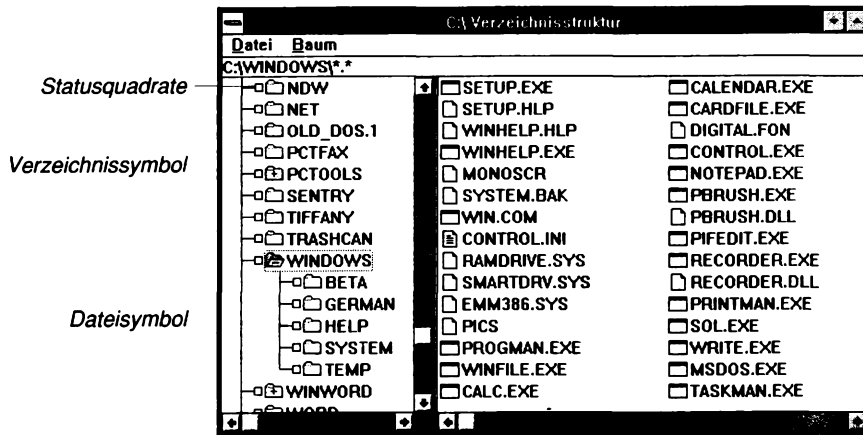 C:\ Verzeichnisstruktur
Datei Baum
C:\WINDOWS\*.*
Statusquadrate
Verzeichnissymbol
Dateisymbol
NDW
NET
OLD_DOS.1
PCTFAX
PCTOOLS
SENTRY
TIFFANY
TRASHCAN
WINDOWS
BETA
GERMAN
HELP
SYSTEM
TEMP
WINWORD
WORD
SETUP.EXE
SETUP.HLP
WINHELP.HLP
WINHELP.EXE
MONOSCR
SYSTEM.BAK
WIN.COM
CONTROL.INI
RAMDRIVE.SYS
SMARTDRV.SYS
EMM386.SYS
PICS
PROGMAN.EXE
WINFILE.EXE
CALC.EXE
CALENDAR.EXE
CARDFILE.EXE
DIGITAL.FON
CONTROL.EXE
NOTEPAD.EXE
PBRUSH.EXE
PBRUSH.DLL
PIFEDIT.EXE
RECORDER.EXE
RECORDER.DLL
PRINTMAN.EXE
SOL.EXE
WRITE.EXE
MSDOS.EXE
TASKMAN.EXE